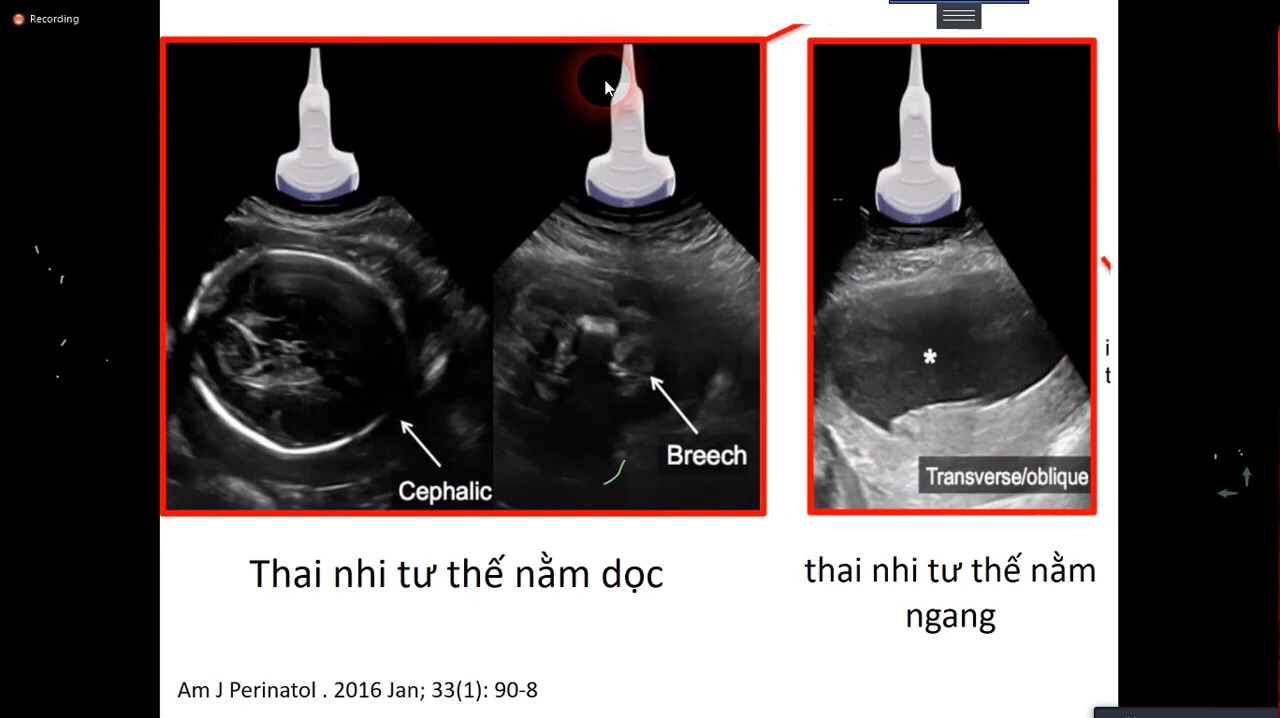 Recording
Cephalic
Breech
*
Transverse/oblique
i
t
Thai nhi tư thế nằm dọc
thai nhi tư thế nằm
ngang
Am J Perinatol . 2016 Jan; 33(1): 90-8